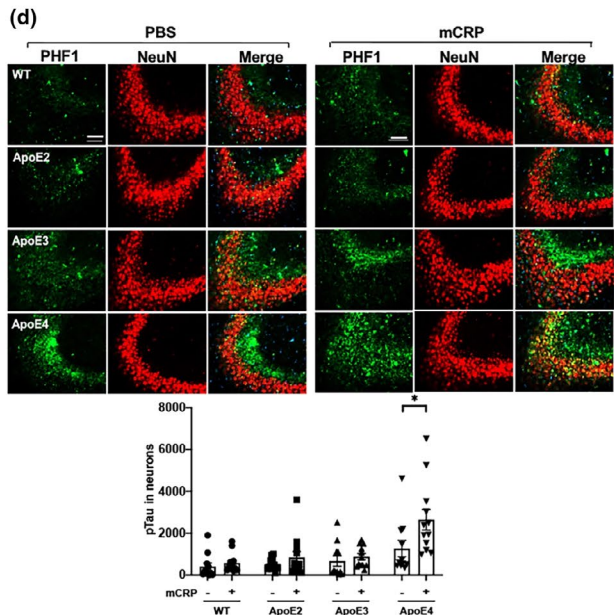 (d)
PBS mCRP
PHF1 NeuN Merge PHF1 NeuN Merge
WT
ApoE2
ApoE3
ApoE4
*
8000
6000
4000
2000
0
pTau in neurons
mCRP - + - + - + - +
WT ApoE2 ApoE3 ApoE4